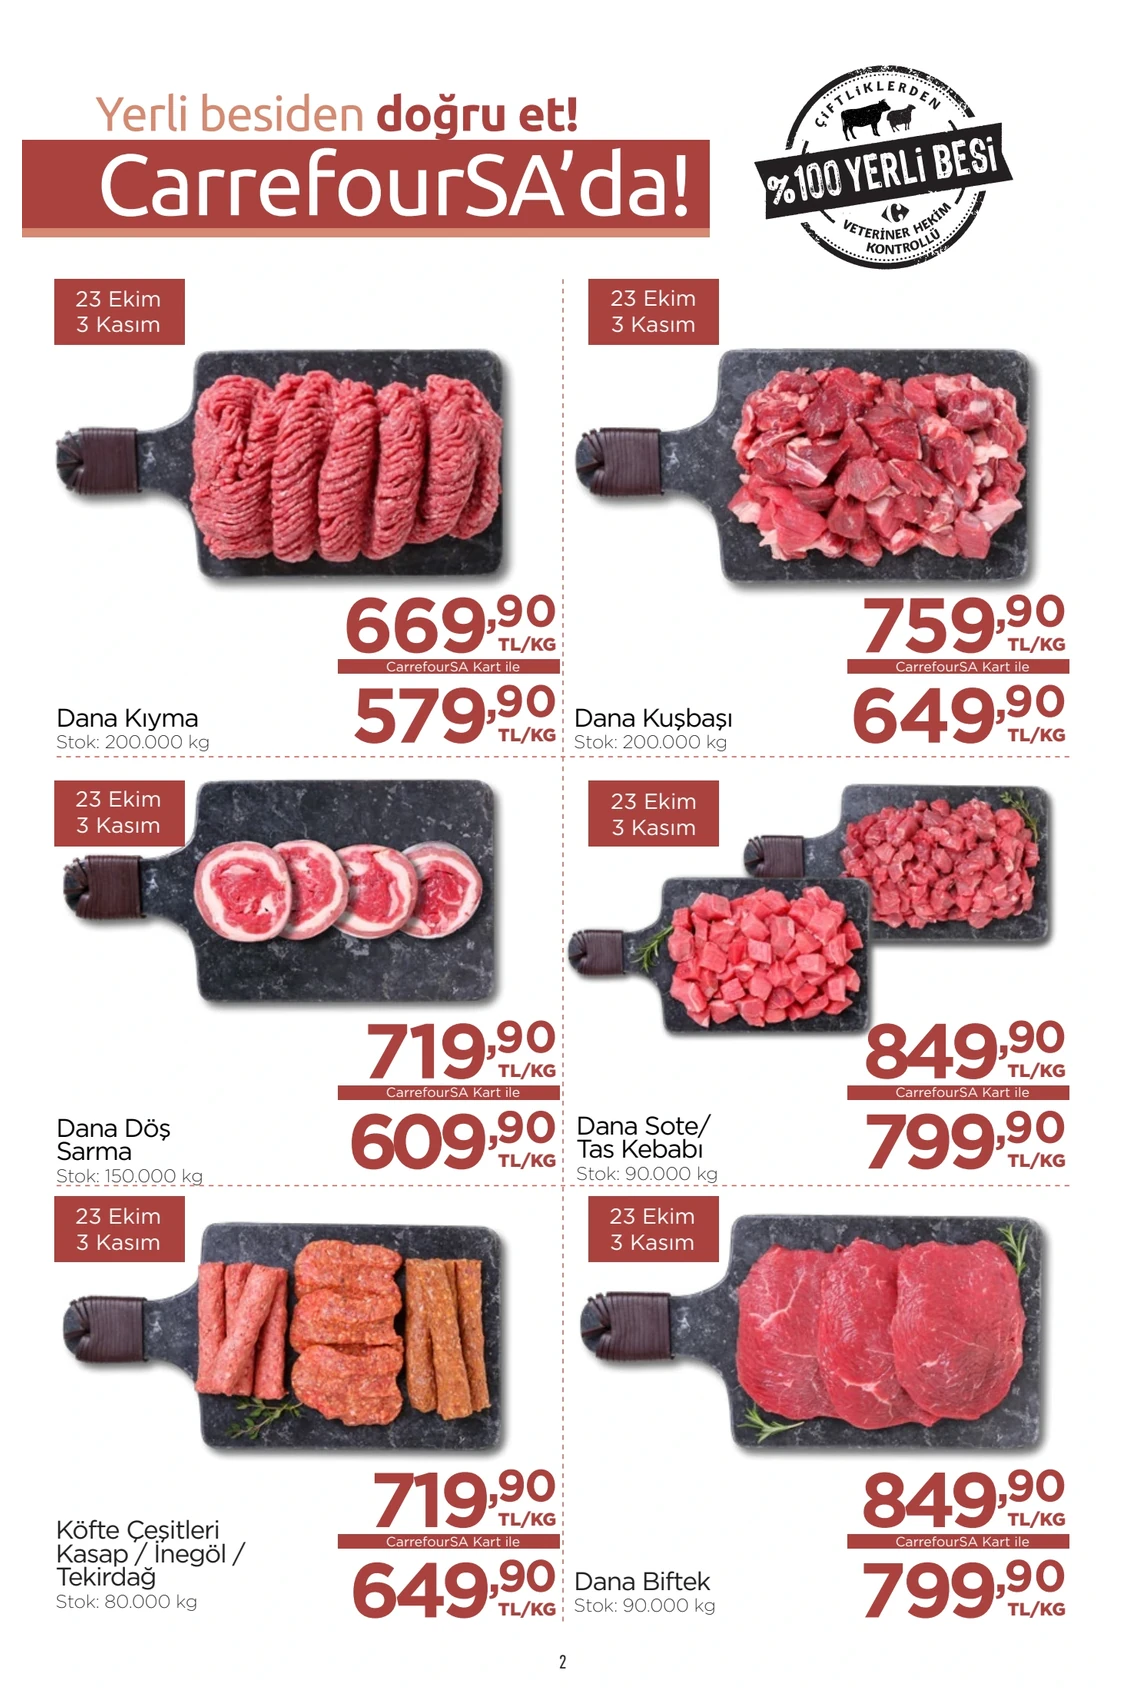 Yerli besiden doğru et!
CarrefourSA'da!
ÇİFTLİKLERDEN
%100 YERLİ BESİ
VETERİNER HEKİM
KONTROLLÜ
23 Ekim
3 Kasım
669,90
TL/KG
CarrefourSA Kart ile
579,90
TL/KG
Dana Kıyma
Stok: 200.000 kg
23 Ekim
3 Kasım
759,90
TL/KG
CarrefourSA Kart ile
649,90
TL/KG
Dana Kuşbaşı
Stok: 200.000 kg
23 Ekim
3 Kasım
719,90
TL/KG
CarrefourSA Kart ile
609,90
TL/KG
Dana Döş
Sarma
Stok: 150.000 kg
23 Ekim
3 Kasım
849,90
TL/KG
CarrefourSA Kart ile
799,90
TL/KG
Dana Sote/
Tas Kebabı
Stok: 90.000 kg
23 Ekim
3 Kasım
719,90
TL/KG
CarrefourSA Kart ile
649,90
TL/KG
Köfte Çeşitleri
Kasap / İnegöl /
Tekirdağ
Stok: 80.000 kg
23 Ekim
3 Kasım
849,90
TL/KG
CarrefourSA Kart ile
799,90
TL/KG
Dana Biftek
Stok: 90.000 kg
2